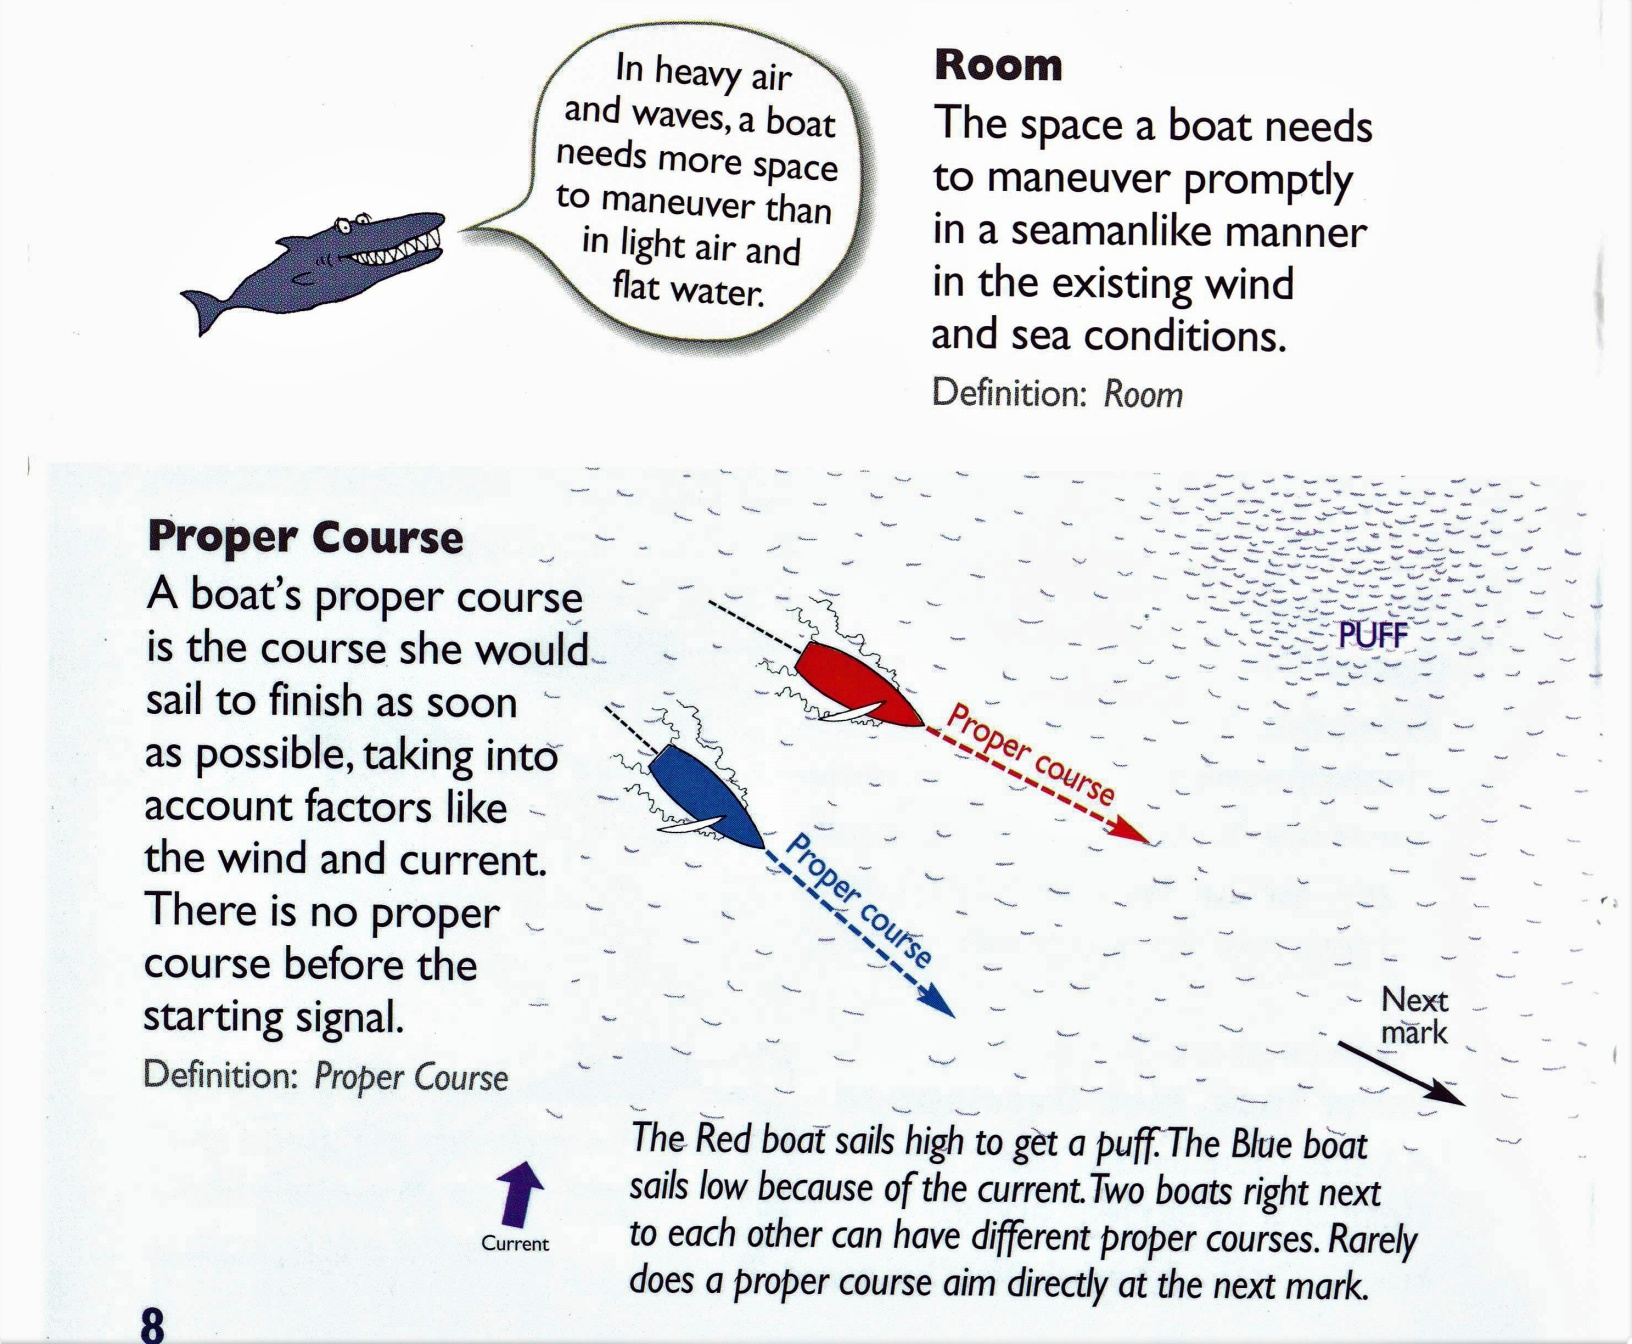 In heavy air
and waves, a boat
needs more space
to maneuver than
in light air and
flat water.
Room
The space a boat needs
to maneuver promptly
in a seamanlike manner
in the existing wind
and sea conditions.
Definition: Room
Proper Course
A boat's proper course
is the course she would
sail to finish as soon
as possible, taking into
account factors like
the wind and current.
There is no proper
course before the
starting signal.
Definition: Proper Course
PUFF
Proper course
Proper course
Next
mark
Current
The Red boat sails high to get a puff. The Blue boat
sails low because of the current. Two boats right next
to each other can have different proper courses. Rarely
does a proper course aim directly at the next mark.
8